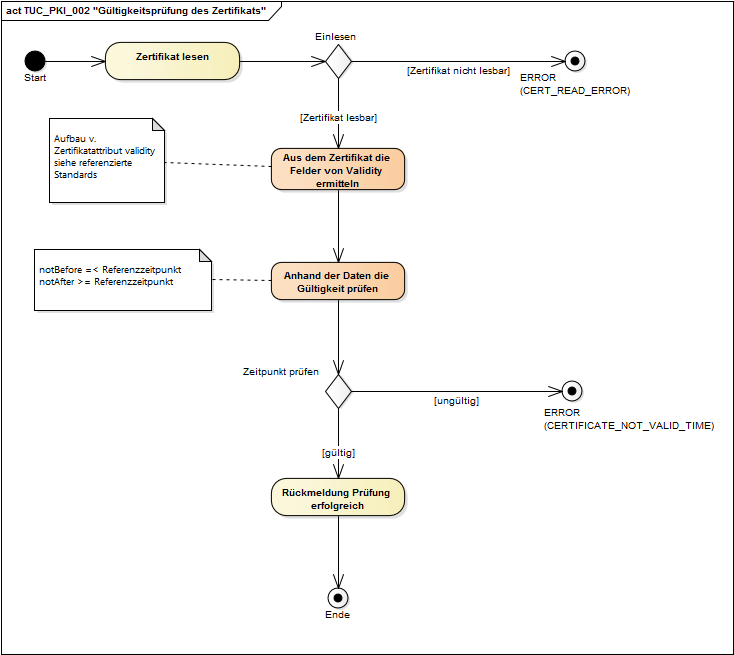 act TUC_PKI_002 "Gültigkeitsprüfung des Zertifikats"
Einlesen
Zertifikat lesen
Start
[Zertifikat nicht lesbar]
ERROR
(CERT_READ_ERROR)
[Zertifikat lesbar]
Aufbau v.
Zertifikatattribut validity
siehe referenzierte
Standards
Aus dem Zertifikat die
Felder von Validity
ermitteln
notBefore =< Referenzzeitpunkt
notAfter >= Referenzzeitpunkt
Anhand der Daten die
Gültigkeit prüfen
Zeitpunkt prüfen
[ungültig]
ERROR
(CERTIFICATE_NOT_VALID_TIME)
[gültig]
Rückmeldung Prüfung
erfolgreich
Ende